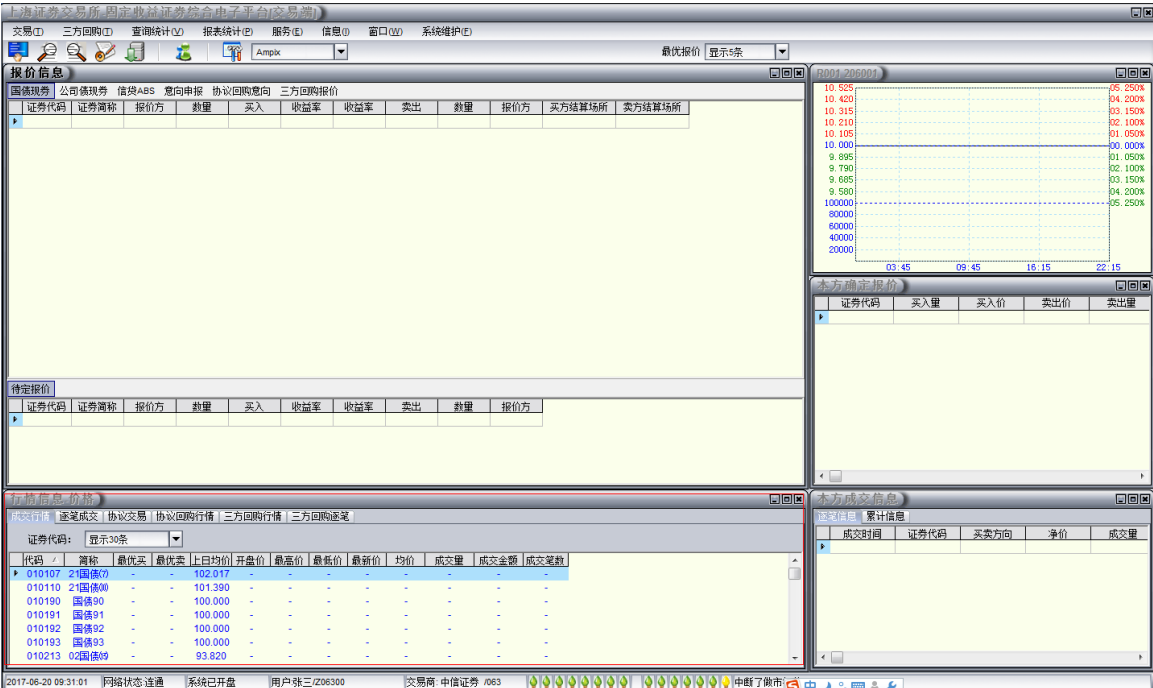 上海证券交易所 固定收益证券综合电子平台[交易端]
交易(T) 三方回购(T) 查询统计(V) 报表统计(P) 服务(E) 信息(I) 窗口(W) 系统维护(E)
Ampix 最优报价 显示5条
报价信息
国债现券 公司债现券 信贷ABS 意向申报 协议回购意向 三方回购报价
证券代码 证券简称 报价方 数量 买入 收益率 收益率 卖出 数量 报价方 买方结算场所 卖方结算场所
待定报价
证券代码 证券简称 报价方 数量 买入 收益率 收益率 卖出 数量 报价方
R001 206001
10.525 05.250%
10.420 04.200%
10.315 03.150%
10.210 02.100%
10.105 01.050%
10.000 00.000%
9.895 01.050%
9.790 02.100%
9.685 03.150%
9.580 04.200%
100000 05.250%
80000
60000
40000
20000
03:45 09:45 16:15 22:15
本方确定报价
证券代码 买入量 买入价 卖出价 卖出量
行情信息 价格
成交行情 逐笔成交 协议交易 协议回购行情 三方回购行情 三方回购逐笔
证券代码: 显示30条
代码 简称 最优买 最优卖 上日均价 开盘价 最高价 最低价 最新价 均价 成交量 成交金额 成交笔数
010107 21国债(7) - - 102.017 - - - - - - - -
010110 21国债(10) - - 101.390 - - - - - - - -
010190 国债90 - - 100.000 - - - - - - - -
010191 国债91 - - 100.000 - - - - - - - -
010192 国债92 - - 100.000 - - - - - - - -
010193 国债93 - - 100.000 - - - - - - - -
010213 02国债(13) - - 93.820 - - - - - - - -
本方成交信息
逐笔信息 累计信息
成交时间 证券代码 买卖方向 净价 成交量
2017-06-20 09:31:01 网络状态:连通 系统已开盘 用户:张三/Z06300 交易商: 中信证券 /063 中断了做市 中